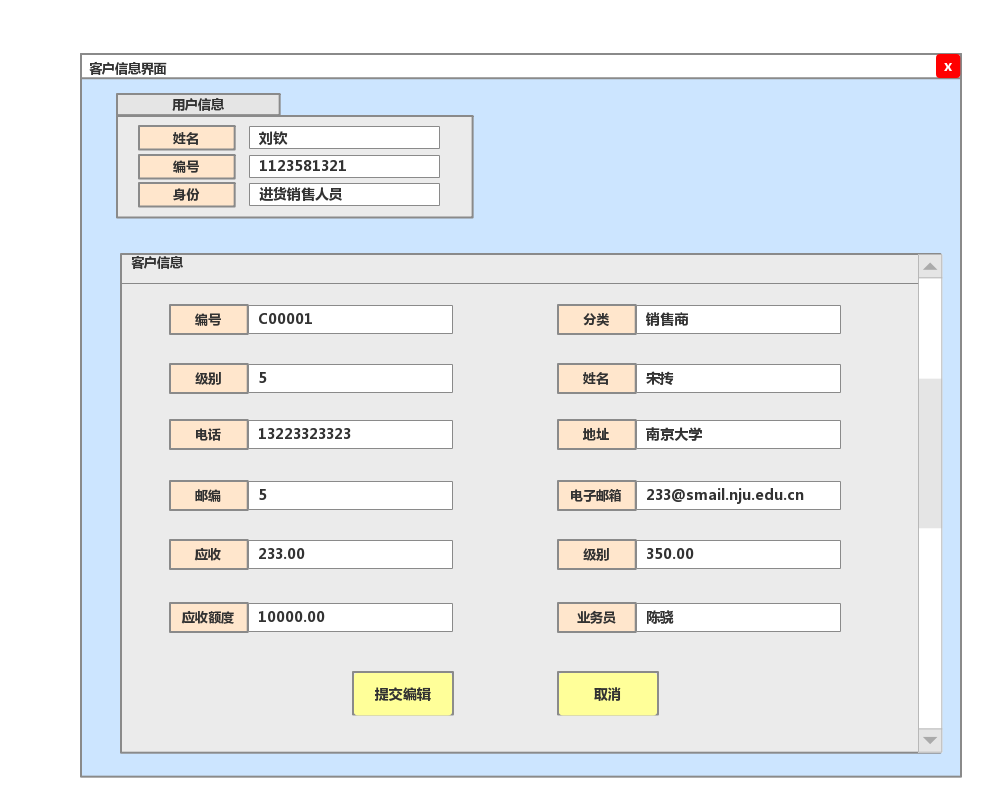 客户信息界面
x
用户信息
姓名 刘钦
编号 1123581321
身份 进货销售人员
客户信息
编号 C00001 分类 销售商
级别 5 姓名 宋抟
电话 13223323323 地址 南京大学
邮编 5 电子邮箱 233@smail.nju.edu.cn
应收 233.00 级别 350.00
应收额度 10000.00 业务员 陈骁
提交编辑 取消